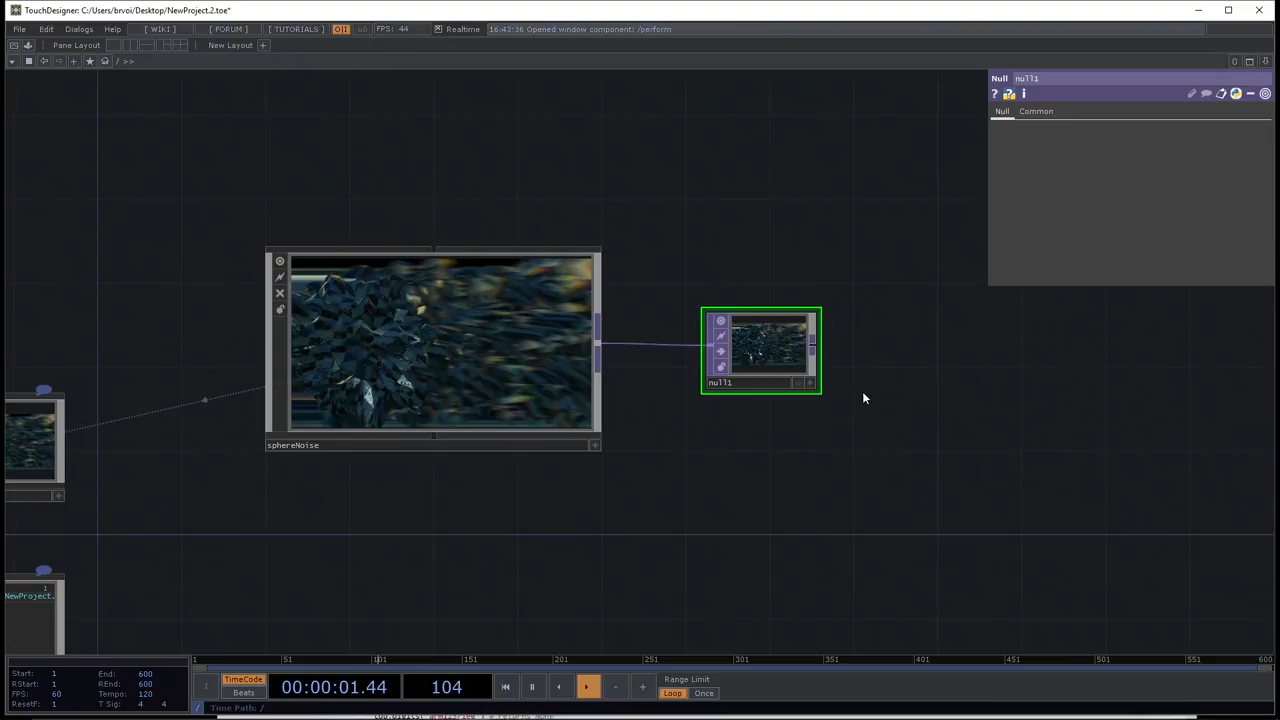 TouchDesigner: C:/Users/brvoi/Desktop/NewProject.2.toe*
File Edit Dialogs Help [ WIKI ] [ FORUM ] [ TUTORIALS ] O|I FPS: 44 Realtime 16:43:36 Opened window component: /perform
Pane Layout New Layout +
/ >> 0
Null null1
? ? i
Null Common
null1
sphereNoise
1
NewProject.
1 51 101 151 201 251 301 351 401 451 501 551 600
Start: 1 End: 600
RStart: 1 REnd: 600
FPS: 60 Tempo: 120
ResetF: 1 T Sig: 4 4
TimeCode
Beats
00:00:01.44 104
Range Limit
Loop Once
/ Time Path: /